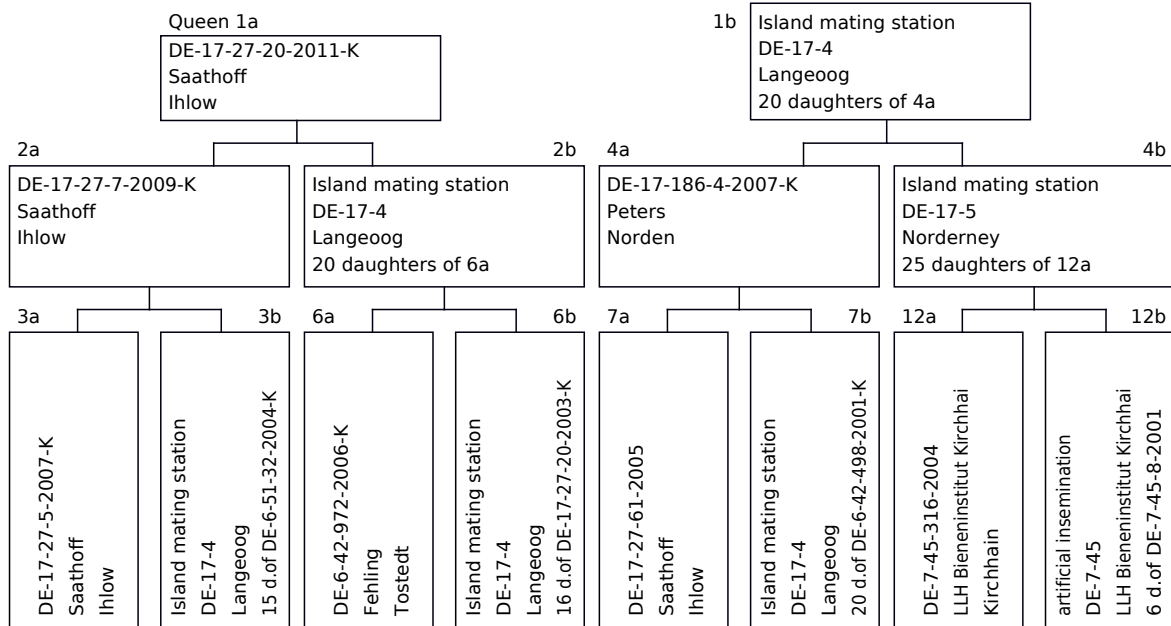 Queen 1a
DE-17-27-20-2011-K
Saathoff
Ihlow
1b
Island mating station
DE-17-4
Langeoog
20 daughters of 4a
2a
DE-17-27-7-2009-K
Saathoff
Ihlow
2b
Island mating station
DE-17-4
Langeoog
20 daughters of 6a
4a
DE-17-186-4-2007-K
Peters
Norden
4b
Island mating station
DE-17-5
Norderney
25 daughters of 12a
3a
DE-17-27-5-2007-K
Saathoff
Ihlow
3b
Island mating station
DE-17-4
Langeoog
15 d.of DE-6-51-32-2004-K
6a
DE-6-42-972-2006-K
Fehling
Tostedt
6b
Island mating station
DE-17-4
Langeoog
16 d.of DE-17-27-20-2003-K
7a
DE-17-27-61-2005
Saathoff
Ihlow
7b
Island mating station
DE-17-4
Langeoog
20 d.of DE-6-42-498-2001-K
12a
DE-7-45-316-2004
LLH Bieneninstitut Kirchhai
Kirchhain
12b
artificial insemination
DE-7-45
LLH Bieneninstitut Kirchhai
6 d.of DE-7-45-8-2001